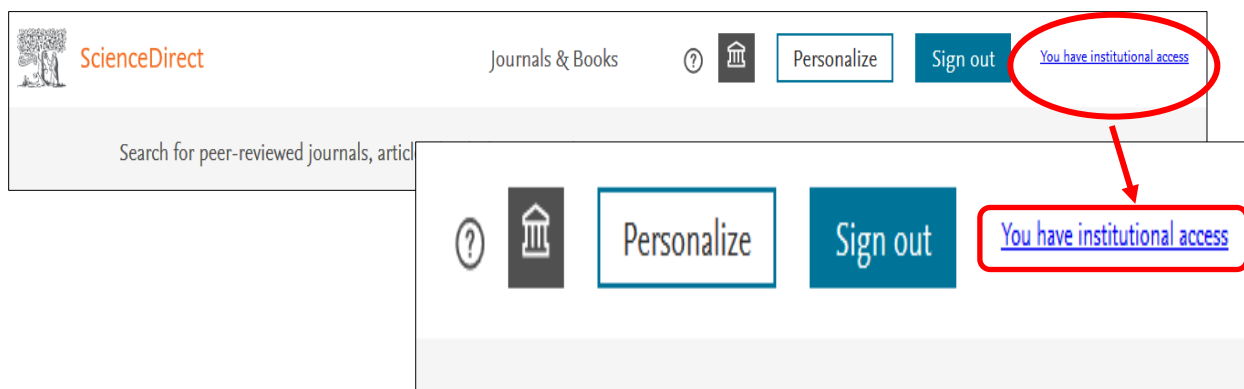 ScienceDirect Journals & Books ? Personalize Sign out You have institutional access
Search for peer-reviewed journals, articl
? Personalize Sign out You have institutional access